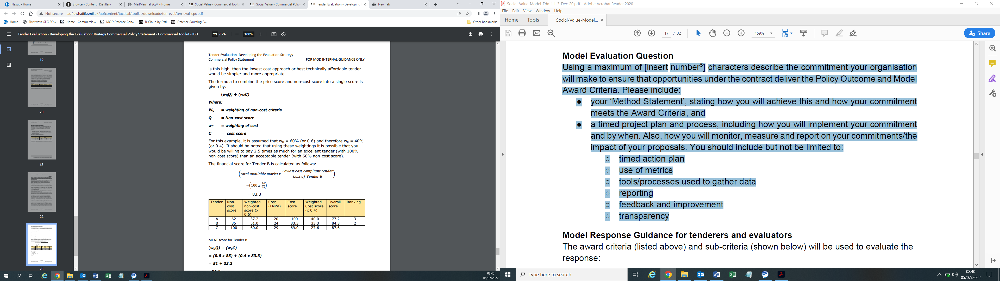 Nexus - Home
Browse - Content | Distillery
MailMarshal SQM - Home
Social Value - Commercial Toolk
Social Value - Commercial Polic
Tender Evaluation - Developing
New Tab
Not secure | aof.uwh.diif.r.mil.uk/aofcontent/tactical/toolkit/downloads/ten_eval/ten_eval_cps.pdf
Home
Trustwave SEG SQ...
Home - Commercia...
MOD Defence Con...
R-Cloud by Dstl
Defence Sourcing P...
Other bookmarks
Tender Evaluation - Developing the Evaluation Strategy Commercial Policy Statement - Commercial Toolkit - KiD
23 / 24
100%
19
20
21
22
23
Tender Evaluation- Developing the Evaluation Strategy
Commercial Policy Statement FOR MOD INTERNAL GUIDANCE ONLY
is this high, then the lowest cost approach or best technically affordable tender
would be simpler and more appropriate.
The formula to combine the price score and non-cost score into a single score is
given by:
(wQQ) + (wcC)
Where:
WQ = weighting of non-cost criteria
Q = Non-cost score
wc = weighting of cost
C = cost score
For this example, it is assumed that wQ = 60% (or 0.6) and therefore wc = 40%
(or 0.4). It should be noted that using these weightings it is possible that you
would be willing to pay 2.5 times as much for an excellent tender (with 100%
non-cost score) than an acceptable tender (with 60% non-cost score).
The financial score for Tender B is calculated as follows:
(total available marks x Lowest cost compliant tender / Cost of Tender B)
=(100 x 20/24)
= 83.3
Tender Non-cost score Weighted non-cost score (x 0.6) Cost (£NPV) Cost score Weighted Cost score (x 0.4) Overall score Ranking
A 62 37.2 20 100 40.0 77.2 3
B 85 51.0 24 83.3 33.3 84.3 2
C 100 60.0 29 69.0 27.6 87.6 1
MEAT score for Tender B
(wQQ) + (wcC)
= (0.6 x 85) + (0.4 x 83.3)
= 51 + 33.3
08:40
05/07/2022
Social-Value-Model-Edn-1.1-3-Dec-20.pdf - Adobe Acrobat Reader 2020
File Edit View Window Help
Home Tools Social-Value-Model...
17 / 32
159%
Share
Model Evaluation Question
Using a maximum of [insert number5] characters describe the commitment your organisation
will make to ensure that opportunities under the contract deliver the Policy Outcome and Model
Award Criteria. Please include:
● your ‘Method Statement’, stating how you will achieve this and how your commitment
meets the Award Criteria, and
● a timed project plan and process, including how you will implement your commitment
and by when. Also, how you will monitor, measure and report on your commitments/the
impact of your proposals. You should include but not be limited to:
○ timed action plan
○ use of metrics
○ tools/processes used to gather data
○ reporting
○ feedback and improvement
○ transparency
Model Response Guidance for tenderers and evaluators
The award criteria (listed above) and sub-criteria (shown below) will be used to evaluate the
response:
Type here to search
08:40
05/07/2022